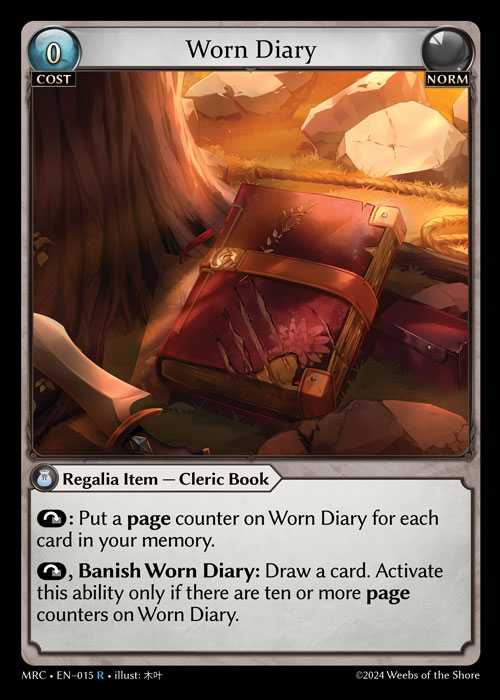 0
Worn Diary
COST
NORM
Regalia Item — Cleric Book
: Put a page counter on Worn Diary for each
card in your memory.
, Banish Worn Diary: Draw a card. Activate
this ability only if there are ten or more page
counters on Worn Diary.
MRC • EN–015 R • illust: 木叶
©2024 Weebs of the Shore